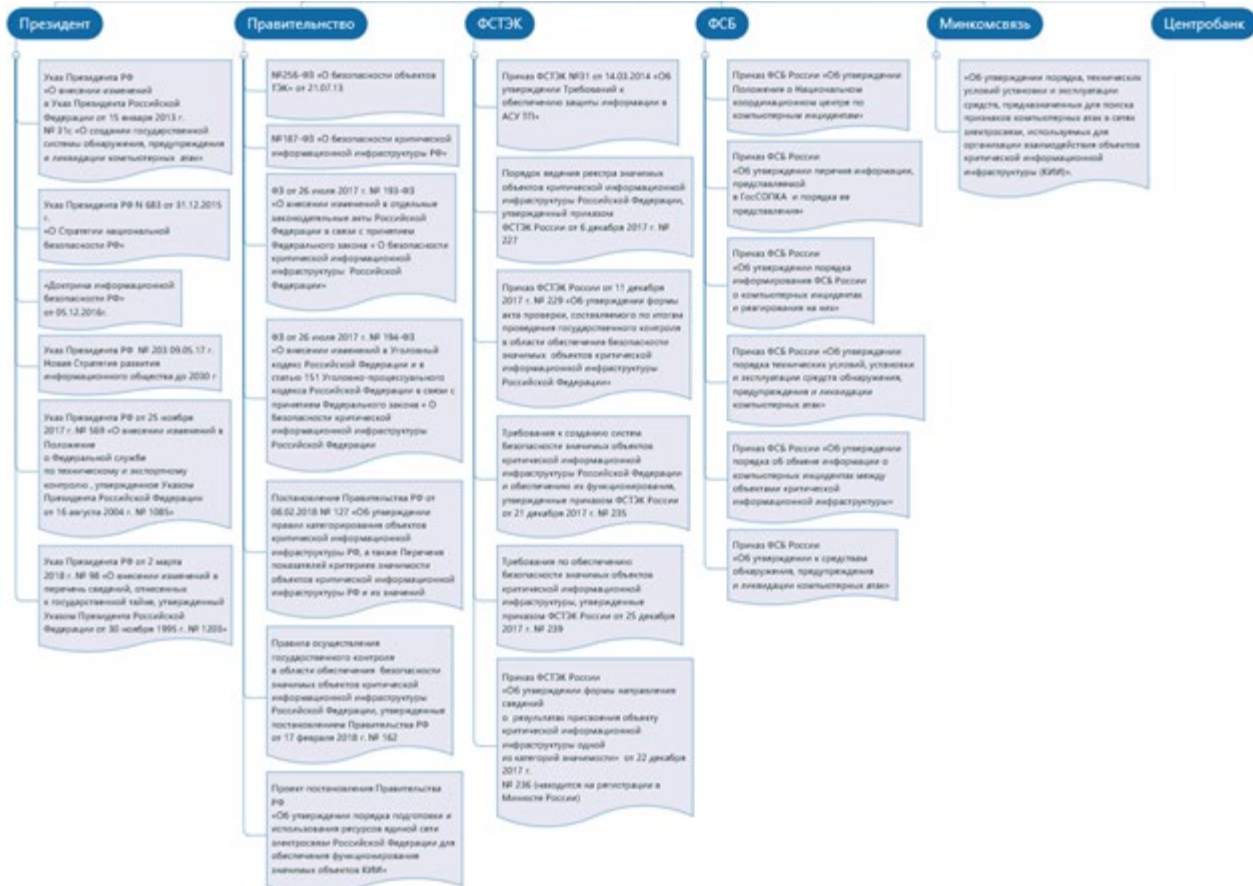 Президент
Указ Президента РФ
«О внесении изменений
в Указ Президента Российской
Федерации от 15 января 2013 г.
№ 31с «О создании государственной
системы обнаружения, предупреждения
и ликвидации компьютерных атак»
Указ Президента РФ N 683 от 31.12.2015
г.
«О Стратегии национальной
безопасности РФ»
«Доктрина информационной
безопасности РФ»
от 05.12.2016г.
Указ Президента РФ № 203 09.05.17 г.
Новая Стратегия развития
информационного общества до 2030 г
Указ Президента РФ от 25 ноября
2017 г. № 569 «О внесении изменений в
Положение
о Федеральной службе
по техническому и экспортному
контролю , утвержденное Указом
Президента Российской Федерации
от 16 августа 2004 г. № 1085»
Указ Президента РФ от 2 марта
2018 г. № 98 «О внесении изменений в
перечень сведений, отнесенных
к государственной тайне, утвержденный
Указом Президента Российской
Федерации от 30 ноября 1995 г. № 1203»
Правительство
№256-ФЗ «О безопасности объектов
ТЭК» от 21.07.13
№187-ФЗ «О безопасности критической
информационной инфраструктуры РФ»
ФЗ от 26 июля 2017 г. № 193-ФЗ
«О внесении изменений в отдельные
законодательные акты Российской
Федерации в связи с принятием
Федерального закона « О безопасности
критической информационной
инфраструктуры Российской
Федерации»
ФЗ от 26 июля 2017 г. № 194-ФЗ
«О внесении изменений в Уголовный
кодекс Российской Федерации и в
статью 151 Уголовно-процессуального
кодекса Российской Федерации в связи с
принятием Федерального закона « О
безопасности критической
информационной инфраструктуры
Российской Федерации
Постановление Правительства РФ от
08.02.2018 № 127 «Об утверждении
правил категорирования объектов
критической информационной
инфраструктуры РФ, а также Перечня
показателей критериев значимости
объектов критической информационной
инфраструктуры РФ и их значений
Правила осуществления
государственного контроля
в области обеспечения безопасности
значимых объектов критической
информационной инфраструктуры
Российской Федерации, утвержденные
постановлением Правительства РФ
от 17 февраля 2018 г. № 162
Проект постановления Правительства
РФ
«Об утверждении порядка подготовки и
использования ресурсов единой сети
электросвязи Российской Федерации для
обеспечения функционирования
значимых объектов КИИ»
ФСТЭК
Приказ ФСТЭК №31 от 14.03.2014 «Об
утверждении Требований к
обеспечению защиты информации в
АСУ ТП»
Порядок ведения реестра значимых
объектов критической информационной
инфраструктуры Российской Федерации,
утвержденный приказом
ФСТЭК России от 6 декабря 2017 г. №
227
Приказ ФСТЭК России от 11 декабря
2017 г. № 229 «Об утверждении формы
акта проверки, составляемого по итогам
проведения государственного контроля
в области обеспечения безопасности
значимых объектов критической
информационной инфраструктуры
Российской Федерации»
Требования к созданию систем
безопасности значимых объектов
критической информационной
инфраструктуры Российской Федерации
и обеспечению их функционирования,
утвержденные приказом ФСТЭК России
от 21 декабря 2017 г. № 235
Требования по обеспечению
безопасности значимых объектов
критической информационной
инфраструктуры, утвержденные
приказом ФСТЭК России от 25 декабря
2017 г. № 239
Приказ ФСТЭК России
«Об утверждении формы направления
сведений
о результатах присвоения объекту
критической информационной
инфраструктуры одной
из категорий значимости» от 22 декабря
2017 г.
№ 236 (находится на регистрации в
Минюсте России)
ФСБ
Приказ ФСБ России «Об утверждении
Положения о Национальном
координационном центре по
компьютерным инцидентам»
Приказ ФСБ России
«Об утверждении перечня информации,
представляемой
в ГосСОПКА и порядка ее
представления»
Приказ ФСБ России
«Об утверждении порядка
информирования ФСБ России
о компьютерных инцидентах
и реагирования на них»
Приказ ФСБ России «Об утверждении
порядка технических условий, установки
и эксплуатации средств обнаружения,
предупреждения и ликвидации
компьютерных атак»
Приказ ФСБ России «Об утверждении
порядка об обмене информации о
компьютерных инцидентах между
объектами критической
информационной инфраструктуры»
Приказ ФСБ России
«Об утверждении к средствам
обнаружения, предупреждения
и ликвидации компьютерных атак»
Минкомсвязь
«Об утверждении порядка, технических
условий установки и эксплуатации
средств, предназначенных для поиска
признаков компьютерных атак в сетях
электросвязи, используемых для
организации взаимодействия объектов
критической информационной
инфраструктуры (КИИ)».
Центробанк